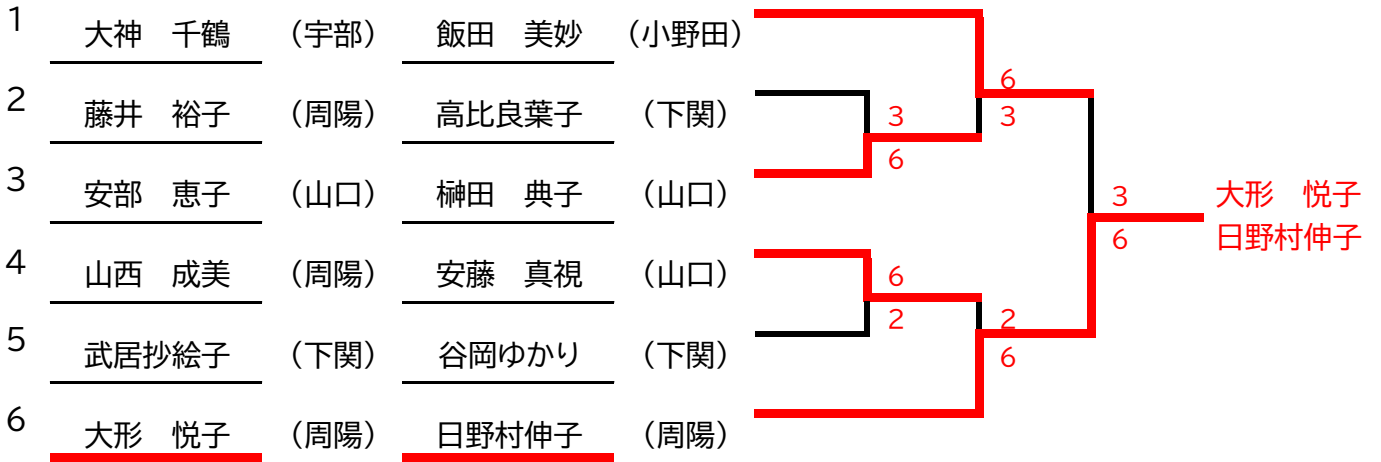 1 大神　千鶴 （宇部） 飯田　美妙 （小野田）
6
2 藤井　裕子 （周陽） 高比良葉子 （下関） 3 3
6
3 安部　恵子 （山口） 榊田　典子 （山口） 3 大形　悦子
6 日野村伸子
4 山西　成美 （周陽） 安藤　真視 （山口） 6
2 2
5 武居抄絵子 （下関） 谷岡ゆかり （下関） 6
6 大形　悦子 （周陽） 日野村伸子 （周陽）